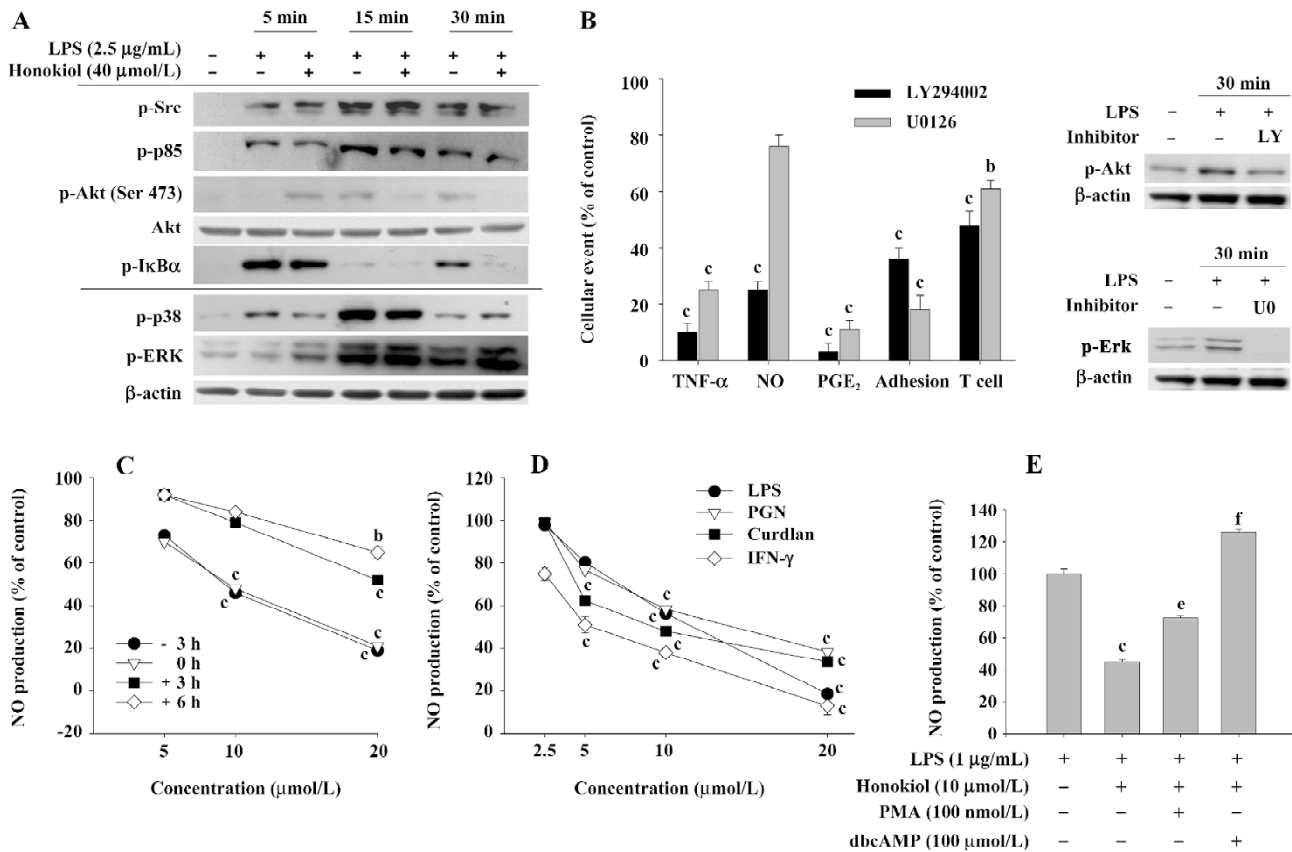 A
5 min 15 min 30 min
LPS (2.5 μg/mL) – + + + + + +
Honokiol (40 μmol/L) – – + – + – +
p-Src
p-p85
p-Akt (Ser 473)
Akt
p-IκBα
p-p38
p-ERK
β-actin
B
Cellular event (% of control)
100
80
60
40
20
0
LY294002
U0126
c c c c c c c c b
TNF-α NO PGE₂ Adhesion T cell
30 min
LPS – + +
Inhibitor – – LY
p-Akt
β-actin
30 min
LPS – + +
Inhibitor – – U0
p-Erk
β-actin
C
NO production (% of control)
100
80
60
40
20
0
-20
b
c
c
c
c
c
- 3 h
0 h
+ 3 h
+ 6 h
5 10 20
Concentration (μmol/L)
D
NO production (% of control)
120
100
80
60
40
20
0
LPS
PGN
Curdlan
IFN-γ
c
c
c
c
c
c
c
c
c
2.5 5 10 20
Concentration (μmol/L)
E
NO production (% of control)
140
120
100
80
60
40
20
0
c e f
LPS (1 μg/mL) + + + +
Honokiol (10 μmol/L) – + + +
PMA (100 nmol/L) – – + –
dbcAMP (100 μmol/L) – – – +